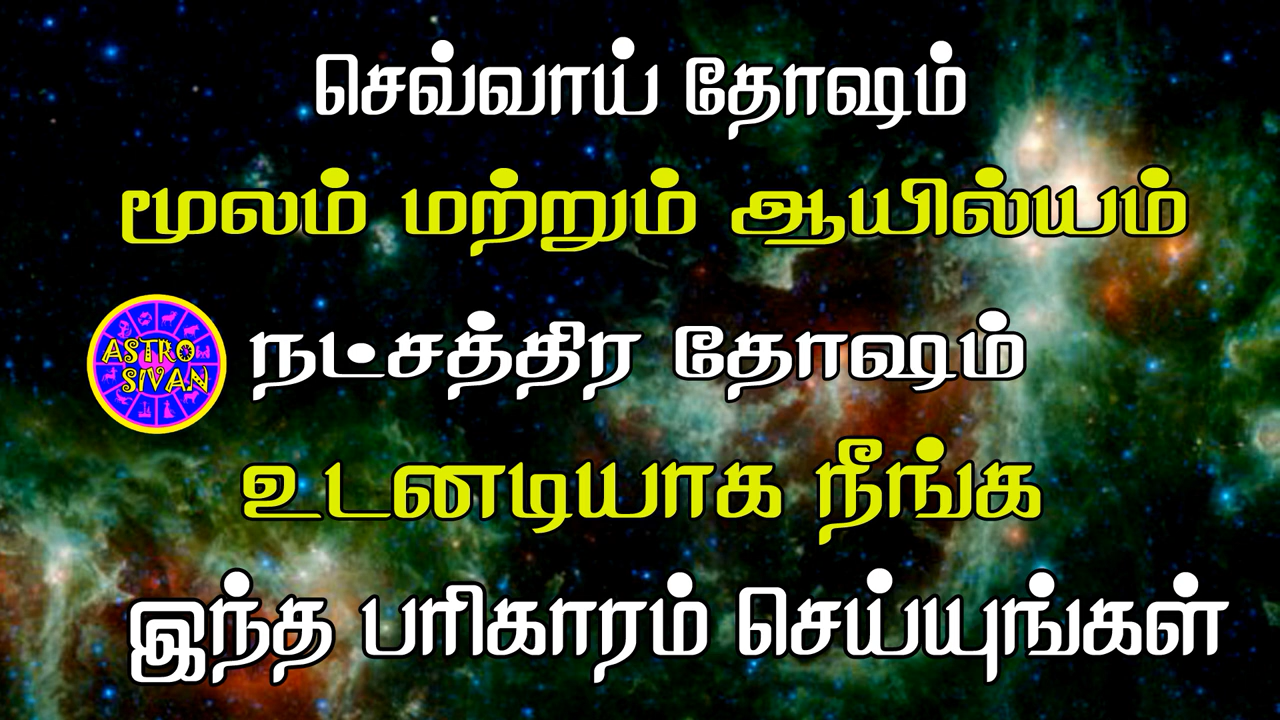 செவ்வாய் தோஷம்
மூலம் மற்றும் ஆயில்யம்
ASTRO
SIVAN
நட்சத்திர தோஷம்
உடனடியாக நீங்க
இந்த பரிகாரம் செய்யுங்கள்